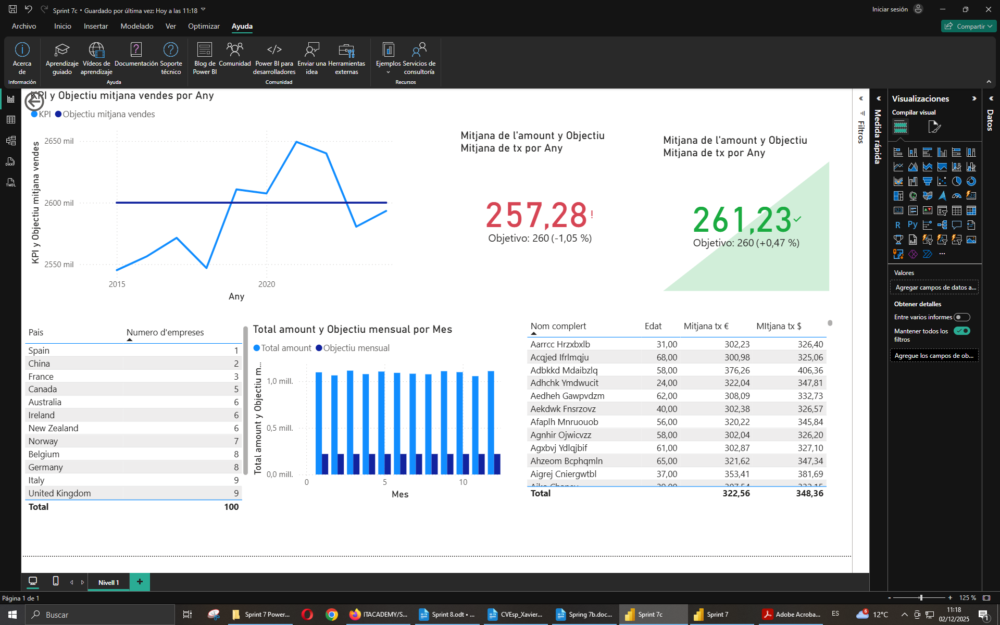 Sprint 7c • Guardado por última vez: Hoy a las 11:18
Iniciar sesión
Archivo Inicio Insertar Modelado Ver Optimizar Ayuda
Compartir
Acerca de
Información
Aprendizaje guiado
Vídeos de aprendizaje
Documentación
Soporte técnico
Ayuda
Blog de Power BI
Comunidad
Power BI para desarrolladores
Enviar una idea
Herramientas externas
Comunidad
Ejemplos
Servicios de consultoría
Recursos
DAX
TMDL
KPI y Objectiu mitjana vendes por Any
KPI Objectiu mitjana vendes
KPI y Objectiu mitjana vendes
2650 mil
2600 mil
2550 mil
2015 2020
Any
Mitjana de l'amount y Objectiu
Mitjana de tx por Any
257,28!
Objetivo: 260 (-1,05 %)
Mitjana de l'amount y Objectiu
Mitjana de tx por Any
261,23
Objetivo: 260 (+0,47 %)
Pais Numero d'empreses
Spain 1
China 2
France 3
Canada 5
Australia 6
Ireland 6
New Zealand 6
Norway 7
Belgium 8
Germany 8
Italy 9
United Kingdom 9
Total 100
Total amount y Objectiu mensual por Mes
Total amount Objectiu mensual
Total amount y Objectiu m...
1,0 mill.
0,5 mill.
0,0 mill.
0 5 10
Mes
Nom complert Edat Mitjana tx € MItjana tx $
Aarrcc Hrzxbxlb 31,00 302,23 326,40
Acqjed Ifrlmqju 68,00 300,98 325,06
Adbkkd Mdaibzlq 58,00 376,26 406,36
Adhchk Ymdwucit 24,00 322,04 347,81
Aedheh Gawpvdzm 62,00 308,09 332,73
Aekdwk Fnsrzovz 40,00 302,38 326,57
Afaplh Mnruouob 56,00 320,22 345,84
Agnhir Ojwicvzz 58,00 302,04 326,20
Agxbvj Ydlqjbif 61,00 302,87 327,10
Ahzeom Bcphqmln 65,00 321,62 347,34
Aigrej Cniergwtbl 37,00 353,41 381,69
Total 322,56 348,36
Filtros
Medida rápida
Visualizaciones
Compilar visual
123
R Py
...
Valores
Agregar campos de datos a...
Obtener detalles
Entre varios informes
Mantener todos los
filtros
Agregue los campos de ob...
Datos
Nivell 1
+
Página 1 de 1
- + 125 %
Buscar
Sprint 7 Power...
ITACADEMY/S...
Sprint 8.odt • ...
CVEsp_Xavier...
Spring 7b.doc...
Sprint 7c
Sprint 7
Adobe Acroba...
ES
6
12°C
11:18
02/12/2025
1